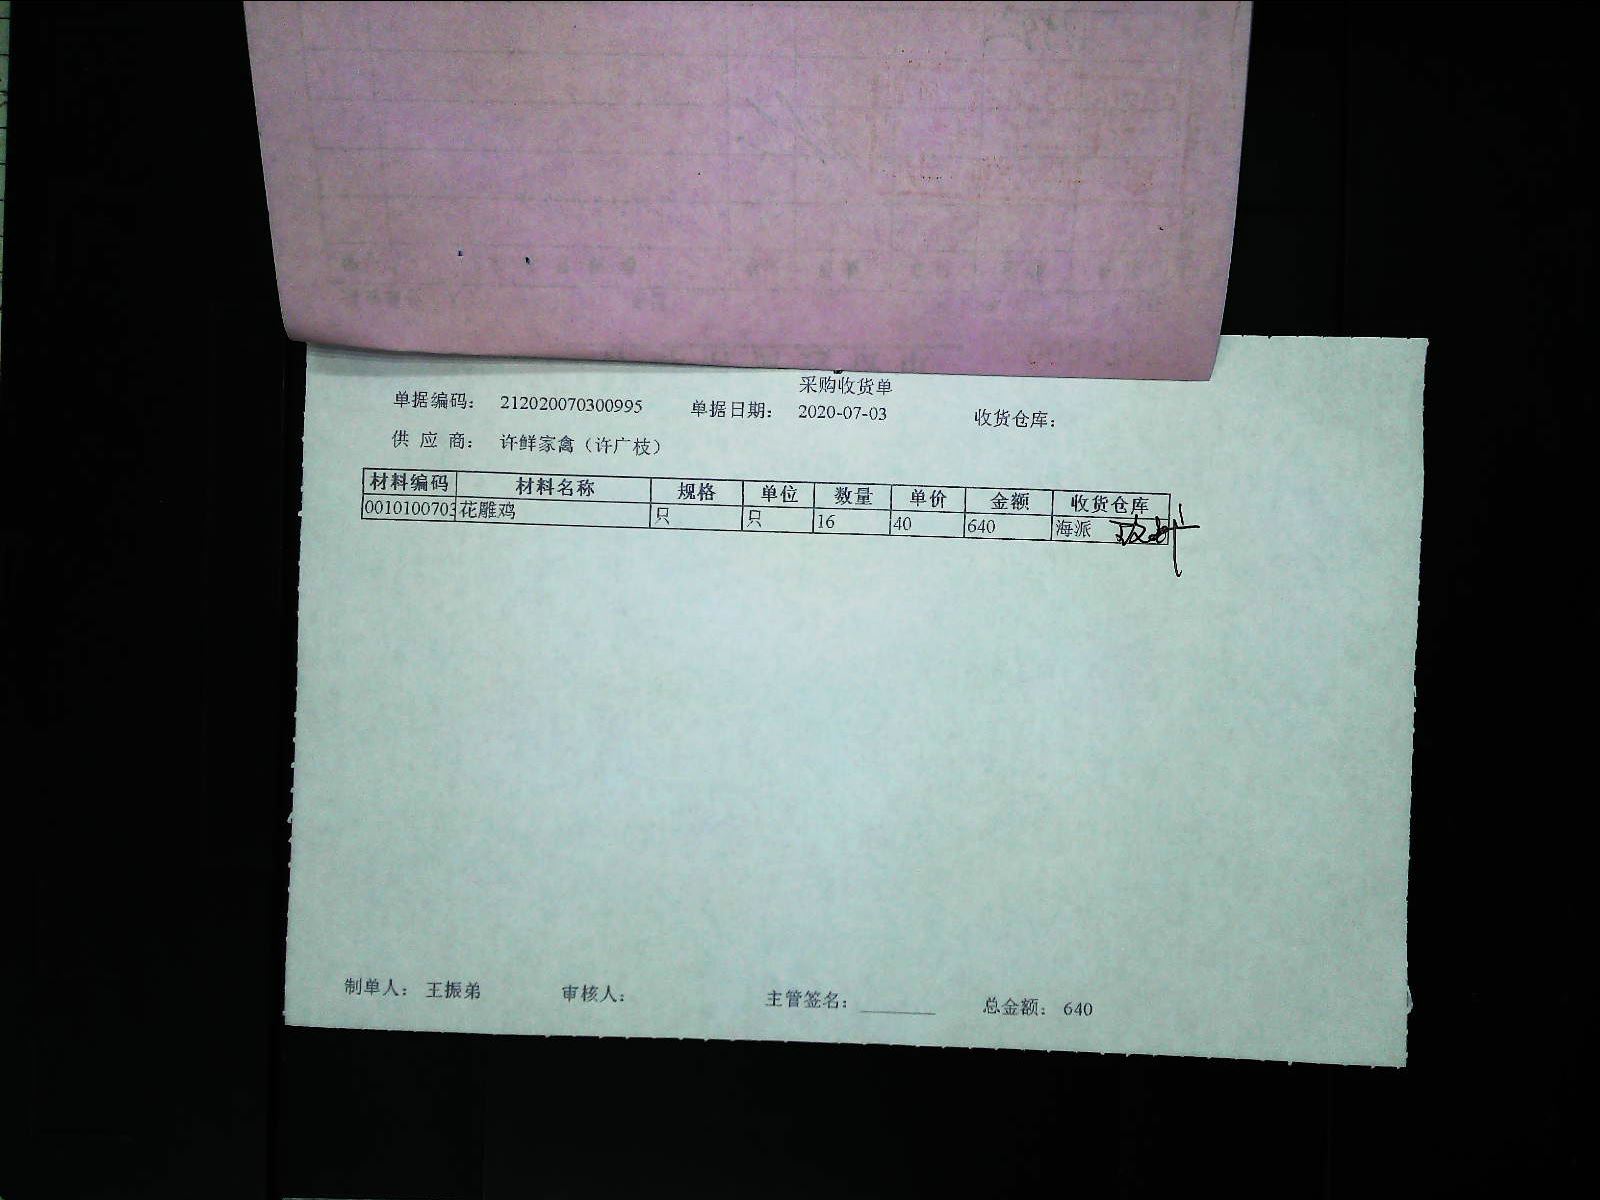 采购收货单
单据编码： 212020070300995 单据日期： 2020-07-03 收货仓库：
供 应 商： 许鲜家禽（许广枝）
材料编码 材料名称 规格 单位 数量 单价 金额 收货仓库
0010100703 花雕鸡 只 只 16 40 640 海派
制单人： 王振弟 审核人： 主管签名： 总金额： 640